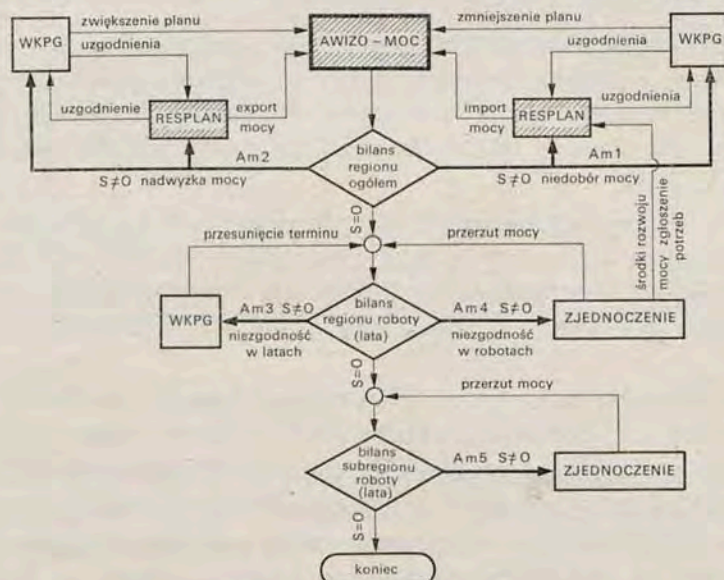 zwiększenie planu
zmniejszenie planu
WKPG
uzgodnienia
AWIZO – MOC
uzgodnienia
WKPG
uzgodnienie
RESPLAN
export
mocy
import
mocy
RESPLAN
uzgodnienia
Am2
S≠O nadwyżka mocy
bilans
regionu
ogółem
Am1
S≠O niedobór mocy
S=O
środki rozwoju
mocy zgłoszenie
potrzeb
przesunięcie terminu
przerzut mocy
WKPG
Am3 S≠O
niezgodność
w latach
bilans
regionu roboty
(lata)
Am4 S≠O
niezgodność
w robotach
ZJEDNOCZENIE
S=O
przerzut mocy
bilans
subregionu
roboty
(lata)
Am5 S≠O
ZJEDNOCZENIE
S=O
koniec